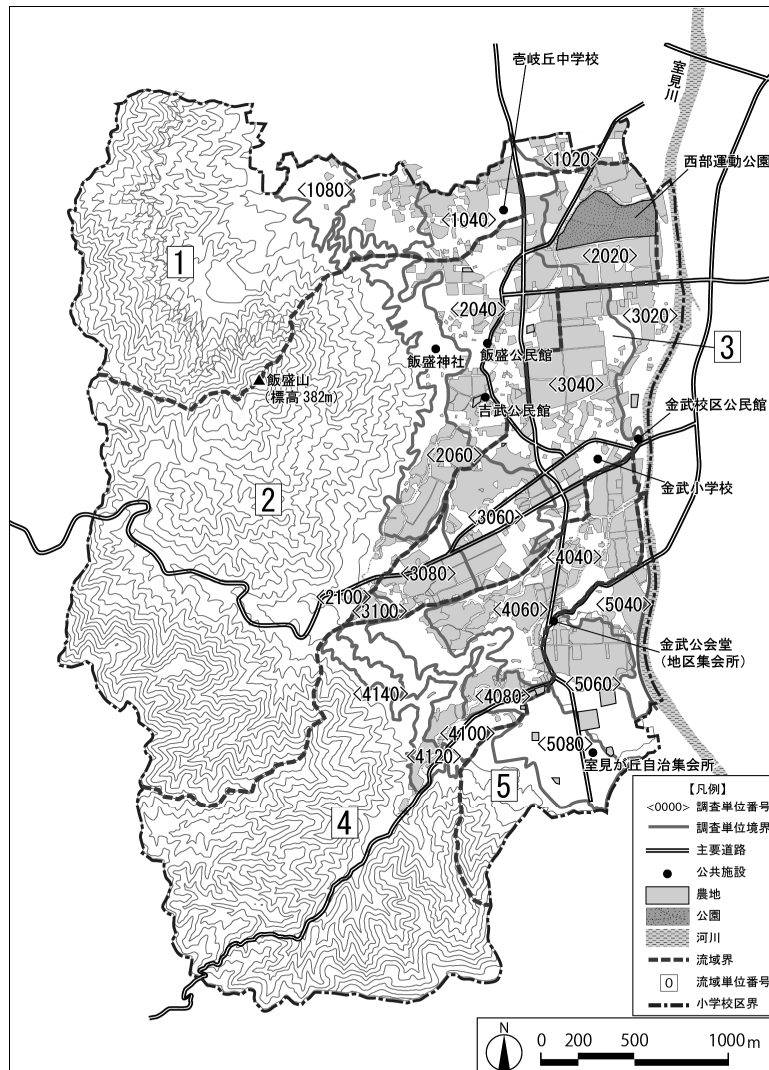 壱岐丘中学校
室見川
西部運動公園
<1020>
<1080>
<1040>
1
<2020>
<2040>
<3020>
3
飯盛神社
飯盛公民館
飯盛山
(標高 382m)
<3040>
吉武公民館
金武校区公民館
<2060>
金武小学校
2
<3060>
<4040>
<3080>
<2100>
<3100>
<4060>
<5040>
金武公会堂
(地区集会所)
<4140>
<4080>
<5060>
<4100>
<5080>
<4120>
室見が丘自治集会所
5
4
【凡例】
<0000> 調査単位番号
調査単位境界
主要道路
公共施設
農地
公園
河川
流域界
0 流域単位番号
小学校区界
N
0 200 500 1000m